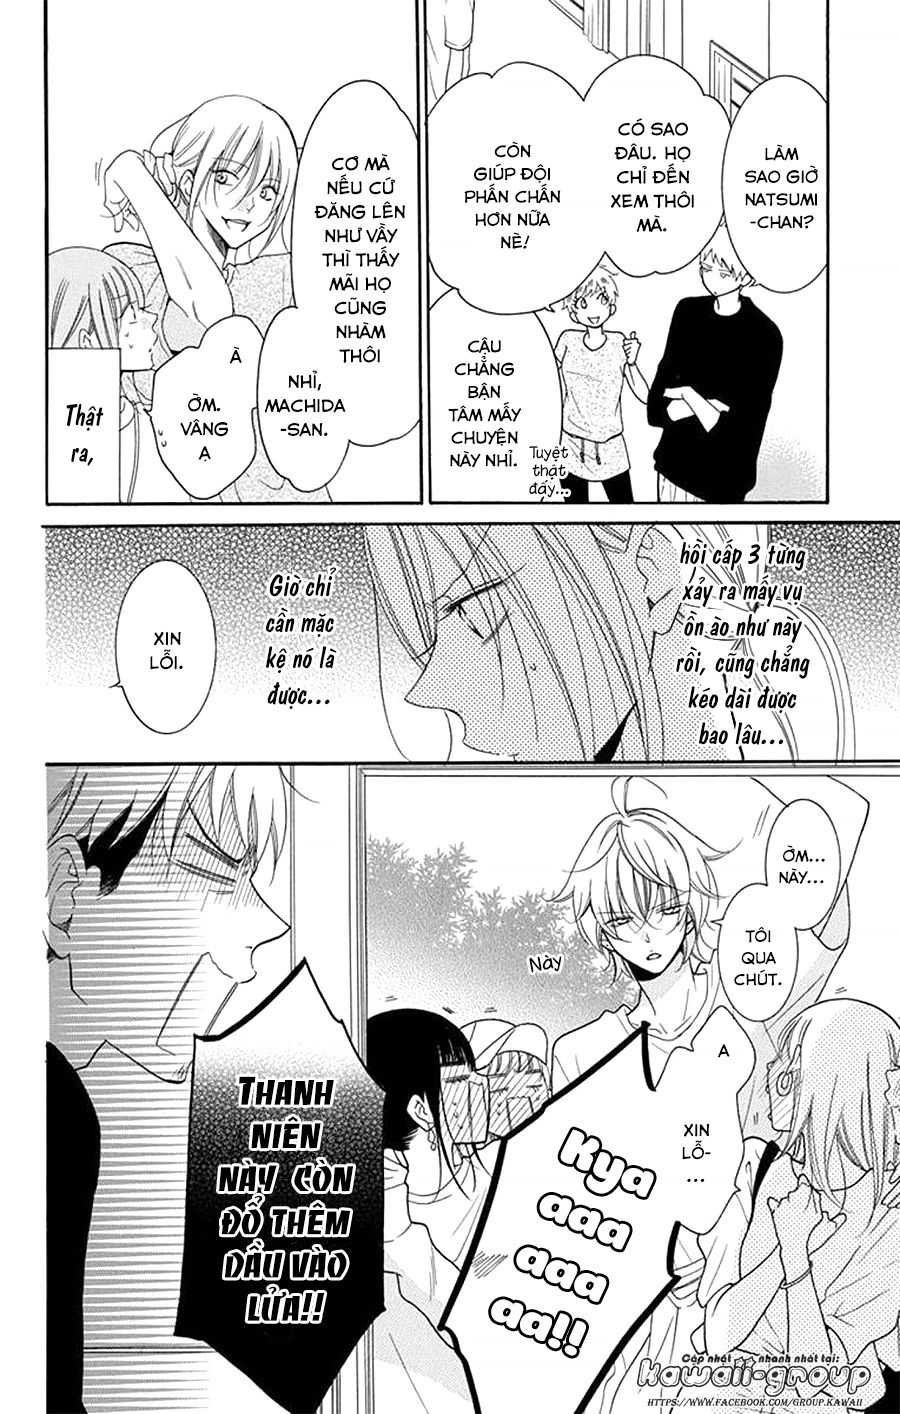 LÀM
SAO GIỜ
NATSUMI
-CHAN?
CÓ SAO
ĐÂU. HỌ
CHỈ ĐẾN
XEM THÔI
MÀ.
CÒN
GIÚP ĐỘI
PHẤN CHẤN
HƠN NỮA
NÈ!
CẬU
CHẲNG
BẬN
TÂM MẤY
CHUYỆN
NÀY NHỈ.
Tuyệt
thật
đấy...
CƠ MÀ
NẾU CỨ
ĐĂNG LÊN
NHƯ VẦY
THÌ THẤY
MÃI HỌ
CŨNG
NHÀM
THÔI
NHỈ,
MACHIDA
-SAN.
À
ỜM.
VÂNG
Ạ
Thật
ra,
hồi cấp 3 từng
xảy ra mấy vụ
ồn ào như này
rồi, cũng chẳng
kéo dài được
bao lâu...
Giờ chỉ
cần mặc
kệ nó là
được...
XIN
LỖI.
ỜM...
NÀY...
TÔI
QUA
CHÚT.
Này
A
XIN
LỖ-
...
Kya
aaa
aaa
aa!!
THANH
NIÊN
NÀY CÒN
ĐỔ THÊM
DẦU VÀO
LỬA!!
Cập nhật nhanh nhất tại:
kawaii-group
HTTPS://WWW.FACEBOOK.COM/GROUP.KAWAII